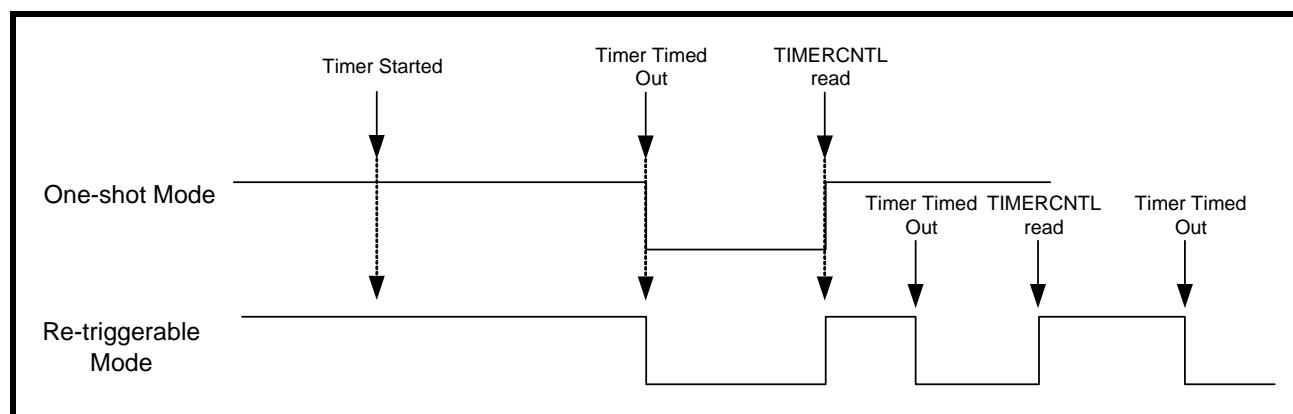 Timer Started
Timer Timed
Out
TIMERCNTL
read
One-shot Mode
Timer Timed
Out
TIMERCNTL
read
Timer Timed
Out
Re-triggerable
Mode